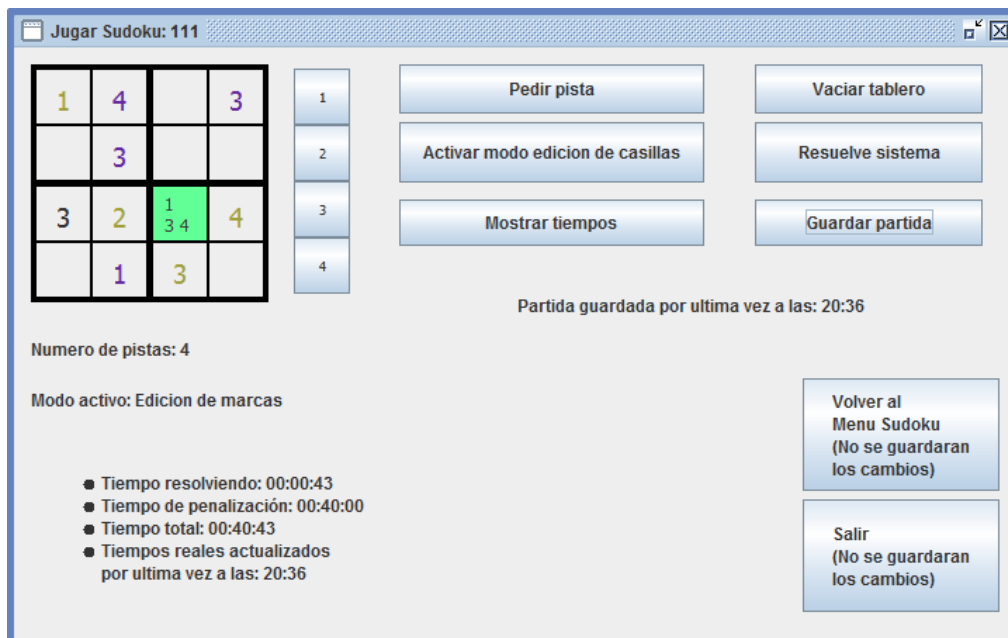 Jugar Sudoku: 111
1 4 3
3
3 2 1 3 4 4
1 3
1
2
3
4
Pedir pista
Vaciar tablero
Activar modo edicion de casillas
Resuelve sistema
Mostrar tiempos
Guardar partida
Partida guardada por ultima vez a las: 20:36
Numero de pistas: 4
Modo activo: Edicion de marcas
Tiempo resolviendo: 00:00:43
Tiempo de penalización: 00:40:00
Tiempo total: 00:40:43
Tiempos reales actualizados
por ultima vez a las: 20:36
Volver al
Menu Sudoku
(No se guardaran
los cambios)
Salir
(No se guardaran
los cambios)